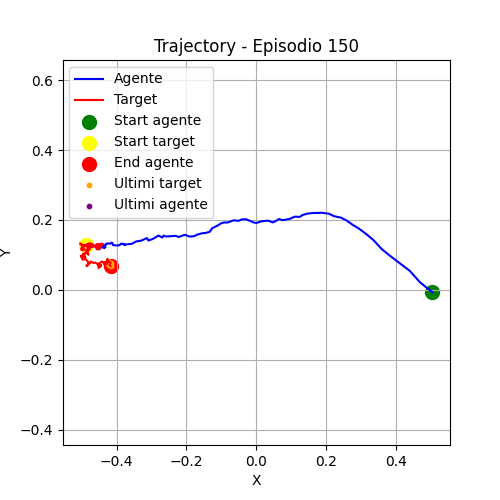 Trajectory - Episodio 150
Agente
Target
Start agente
Start target
End agente
Ultimi target
Ultimi agente
0.6
0.4
0.2
0.0
−0.2
−0.4
Y
−0.4
−0.2
0.0
0.2
0.4
X